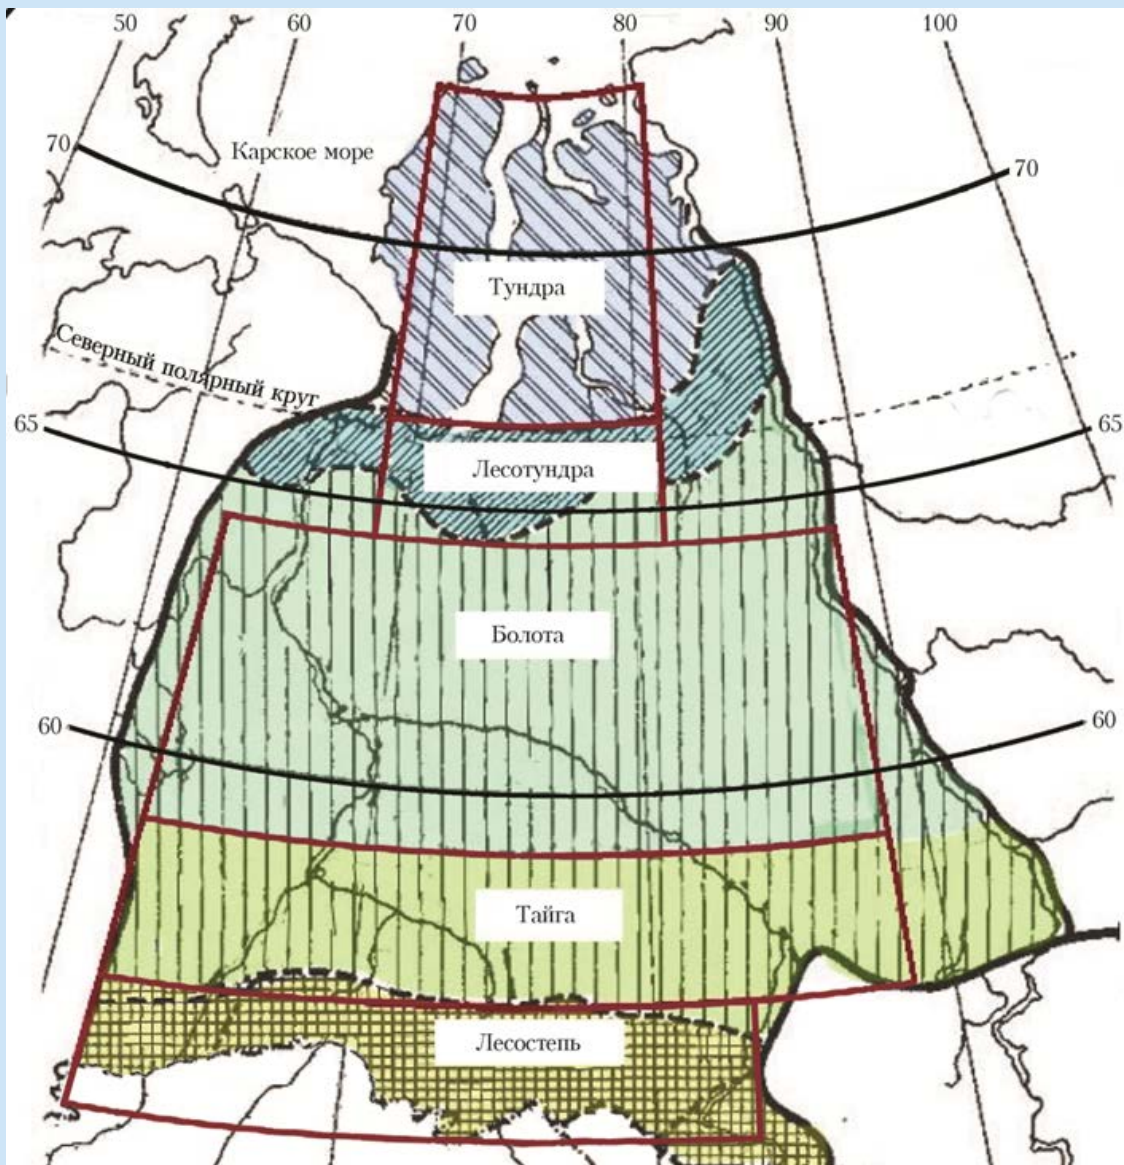 50 60 70 80 90 100
70
Карское море
70
Тундра
Северный полярный круг
65
65
Лесотундра
Болота
60
60
Тайга
Лесостепь